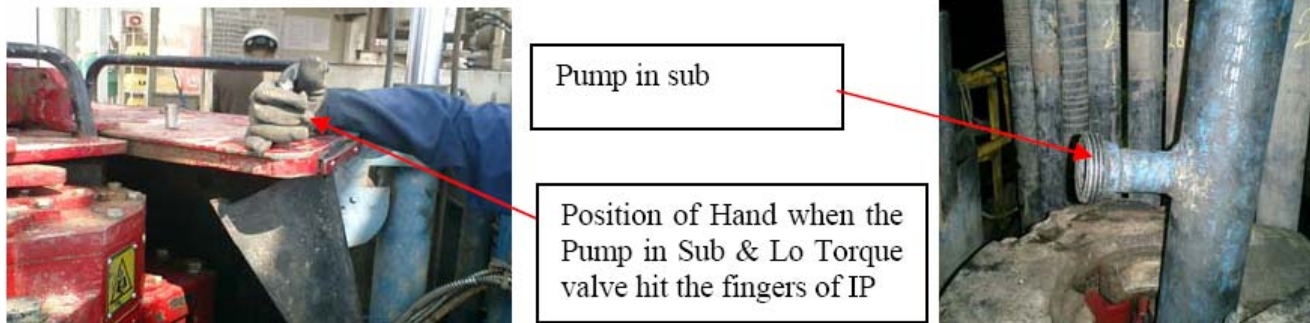 Pump in sub
Position of Hand when the
Pump in Sub & Lo Torque
valve hit the fingers of IP